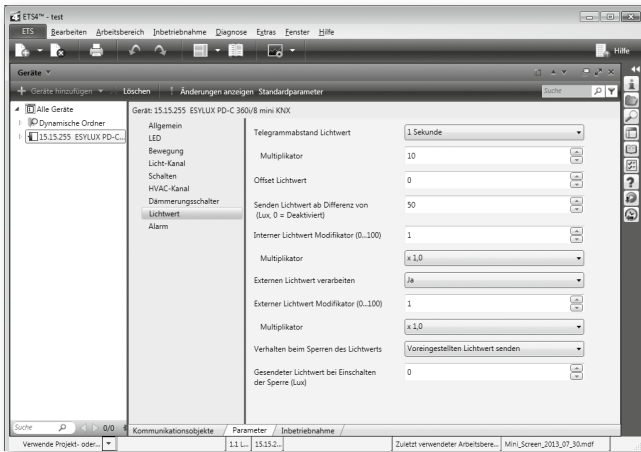 ETS4™ - test
ETS Bearbeiten Arbeitsbereich Inbetriebnahme Diagnose Extras Fenster Hilfe
Hilfe
Geräte
Geräte hinzufügen Löschen Änderungen anzeigen Standardparameter Suche
Alle Geräte
Dynamische Ordner
15.15.255 ESYLUX PD-C...
Gerät: 15.15.255 ESYLUX PD-C 360i/8 mini KNX
Allgemein
LED
Bewegung
Licht-Kanal
Schalten
HVAC-Kanal
Dämmerungsschalter
Lichtwert
Alarm
Telegrammabstand Lichtwert 1 Sekunde
Multiplikator 10
Offset Lichtwert 0
Senden Lichtwert ab Differenz von 50
(Lux, 0 = Deaktiviert)
Interner Lichtwert Modifikator (0...100) 1
Multiplikator x 1,0
Externen Lichtwert verarbeiten Ja
Externer Lichtwert Modifikator (0...100) 1
Multiplikator x 1,0
Verhalten beim Sperren des Lichtwerts Voreingestellten Lichtwert senden
Gesendeter Lichtwert bei Einschalten 0
der Sperre (Lux)
Suche 0/0
Kommunikationsobjekte Parameter Inbetriebnahme
Verwende Projekt- oder... 1.1 L... 15.15.2... Zuletzt verwendeter Arbeitsbere... Mini_Screen_2013_07_30.mdf